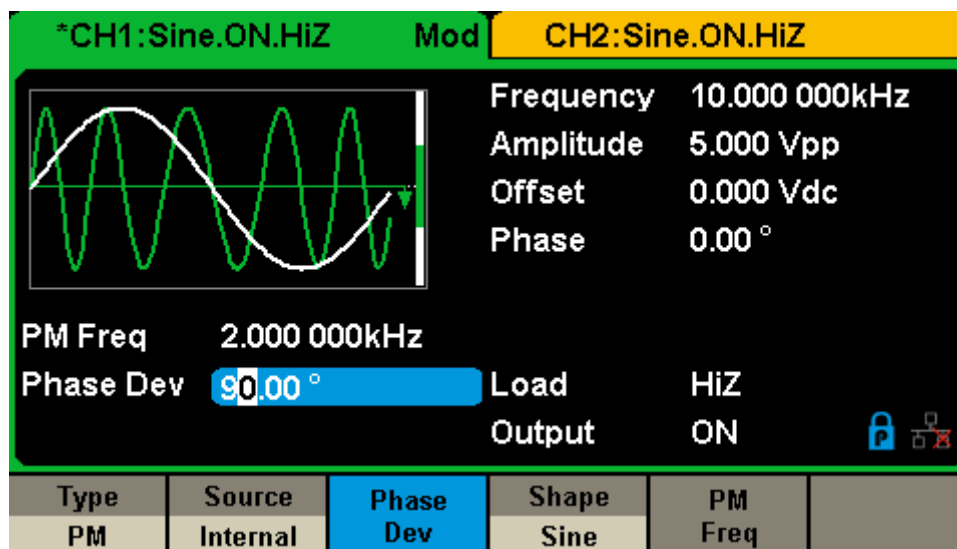 *CH1:Sine.ON.HiZ Mod CH2:Sine.ON.HiZ
Frequency 10.000 000kHz
Amplitude 5.000 Vpp
Offset 0.000 Vdc
Phase 0.00 °
PM Freq 2.000 000kHz
Phase Dev 90.00 ° Load HiZ
Output ON P
Type Source Phase Dev Shape PM Freq
PM Internal Sine